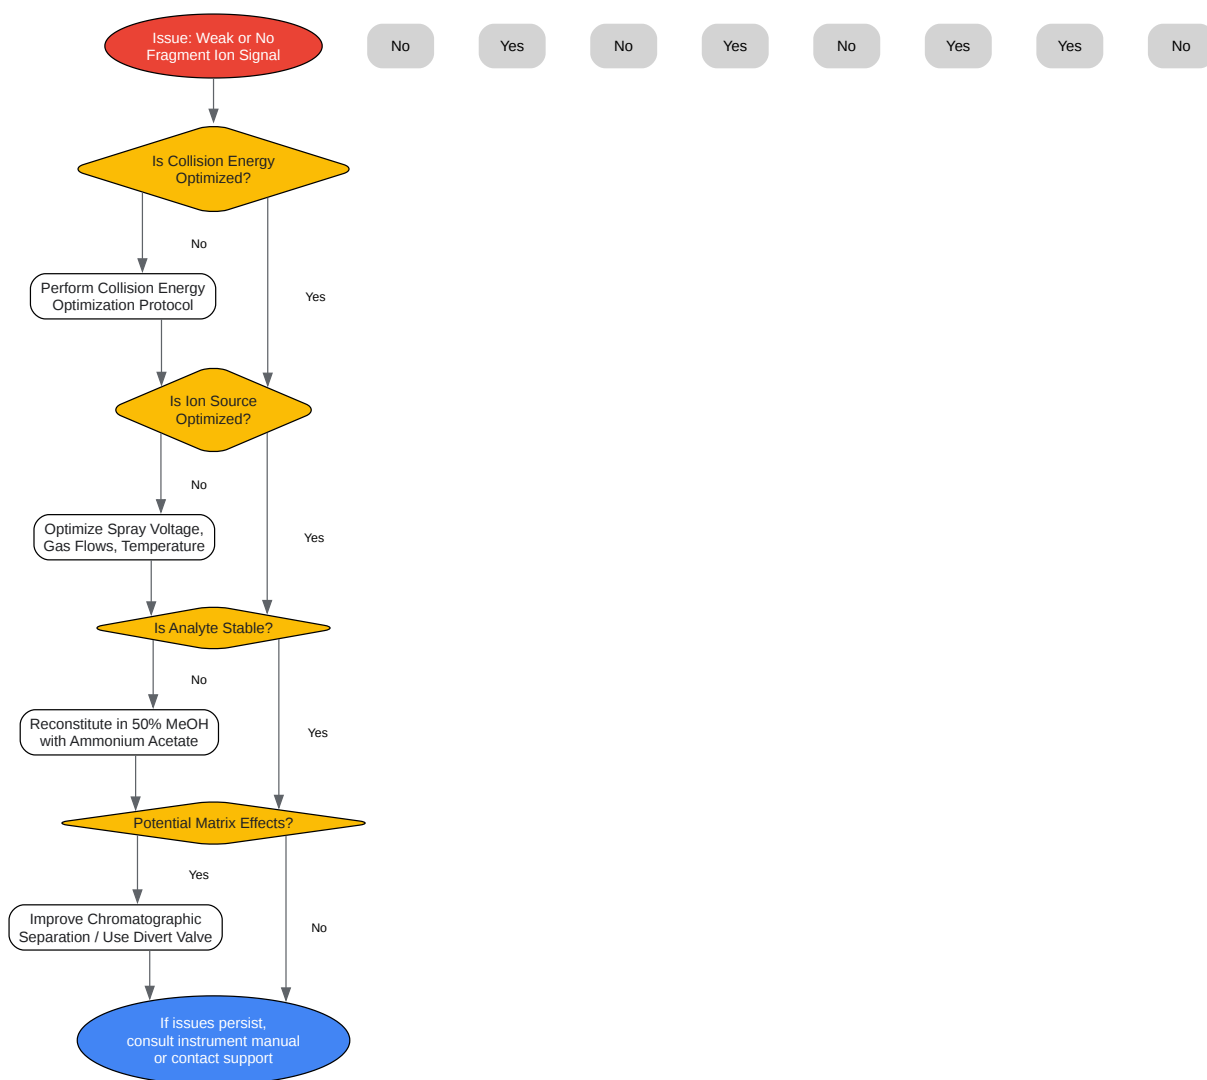 Issue: Weak or No
Fragment Ion Signal
No
Yes
No
Yes
No
Yes
Yes
No
Is Collision Energy
Optimized?
No
Perform Collision Energy
Optimization Protocol
Yes
Is Ion Source
Optimized?
No
Optimize Spray Voltage,
Gas Flows, Temperature
Yes
Is Analyte Stable?
No
Reconstitute in 50% MeOH
with Ammonium Acetate
Yes
Potential Matrix Effects?
Yes
Improve Chromatographic
Separation / Use Divert Valve
No
If issues persist,
consult instrument manual
or contact support